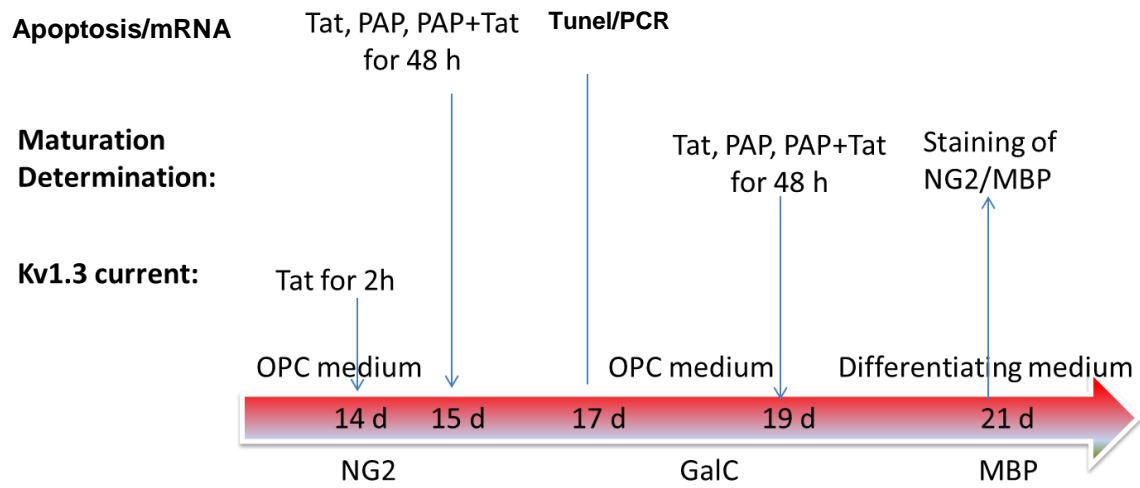 Apoptosis/mRNA
Tat, PAP, PAP+Tat
for 48 h
Tunel/PCR
Maturation
Determination:
Tat, PAP, PAP+Tat
for 48 h
Staining of
NG2/MBP
Kv1.3 current:
Tat for 2h
OPC medium
OPC medium
Differentiating medium
14 d
15 d
17 d
19 d
21 d
NG2
GalC
MBP